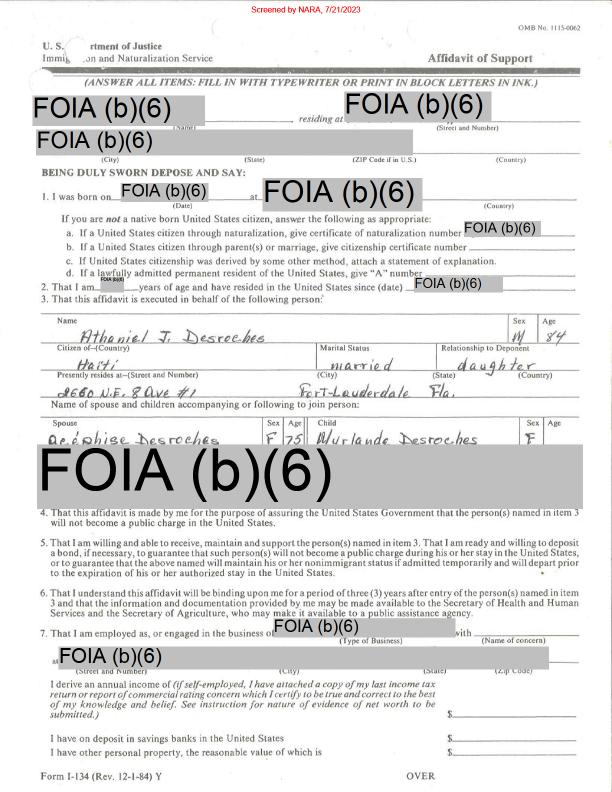 Screened by NARA, 7/21/2023
OMB No. 1115-0062
U. S. rtment of Justice
Immig on and Naturalization Service Affidavit of Support
(ANSWER ALL ITEMS: FILL IN WITH TYPEWRITER OR PRINT IN BLOCK LETTERS IN INK.)
FOIA (b)(6) residing at FOIA (b)(6)
(Name) (Street and Number)
FOIA (b)(6)
(City) (State) (ZIP Code if in U.S.) (Country)
BEING DULY SWORN DEPOSE AND SAY:
1. I was born on FOIA (b)(6) at FOIA (b)(6)
(Date) (Country)
If you are not a native born United States citizen, answer the following as appropriate:
a. If a United States citizen through naturalization, give certificate of naturalization number FOIA (b)(6)
b. If a United States citizen through parent(s) or marriage, give citizenship certificate number
c. If United States citizenship was derived by some other method, attach a statement of explanation.
d. If a lawfully admitted permanent resident of the United States, give "A" number
2. That I am FOIA (b)(6) years of age and have resided in the United States since (date) FOIA (b)(6)
3. That this affidavit is executed in behalf of the following person:
Name Sex Age
Athaniel J. Desroches M 84
Citizen of--(Country) Marital Status Relationship to Deponent
Haiti married daughter
Presently resides at--(Street and Number) (City) (State) (Country)
2660 N.E. 8 Ave #1 Fort-Lauderdale Fla.
Name of spouse and children accompanying or following to join person:
Spouse Sex Age Child Sex Age
Desroches F 75 Murlande Desroches F
FOIA (b)(6)
4. That this affidavit is made by me for the purpose of assuring the United States Government that the person(s) named in item 3
will not become a public charge in the United States.
5. That I am willing and able to receive, maintain and support the person(s) named in item 3. That I am ready and willing to deposit
a bond, if necessary, to guarantee that such person(s) will not become a public charge during his or her stay in the United States,
or to guarantee that the above named will maintain his or her nonimmigrant status if admitted temporarily and will depart prior
to the expiration of his or her authorized stay in the United States.
6. That I understand this affidavit will be binding upon me for a period of three (3) years after entry of the person(s) named in item
3 and that the information and documentation provided by me may be made available to the Secretary of Health and Human
Services and the Secretary of Agriculture, who may make it available to a public assistance agency.
7. That I am employed as, or engaged in the business of FOIA (b)(6) with
(Type of Business) (Name of concern)
at FOIA (b)(6)
(Street and Number) (City) (State) (Zip Code)
I derive an annual income of (if self-employed, I have attached a copy of my last income tax
return or report of commercial rating concern which I certify to be true and correct to the best
of my knowledge and belief. See instruction for nature of evidence of net worth to be
submitted.) $
I have on deposit in savings banks in the United States $
I have other personal property, the reasonable value of which is $
Form I-134 (Rev. 12-1-84) Y OVER